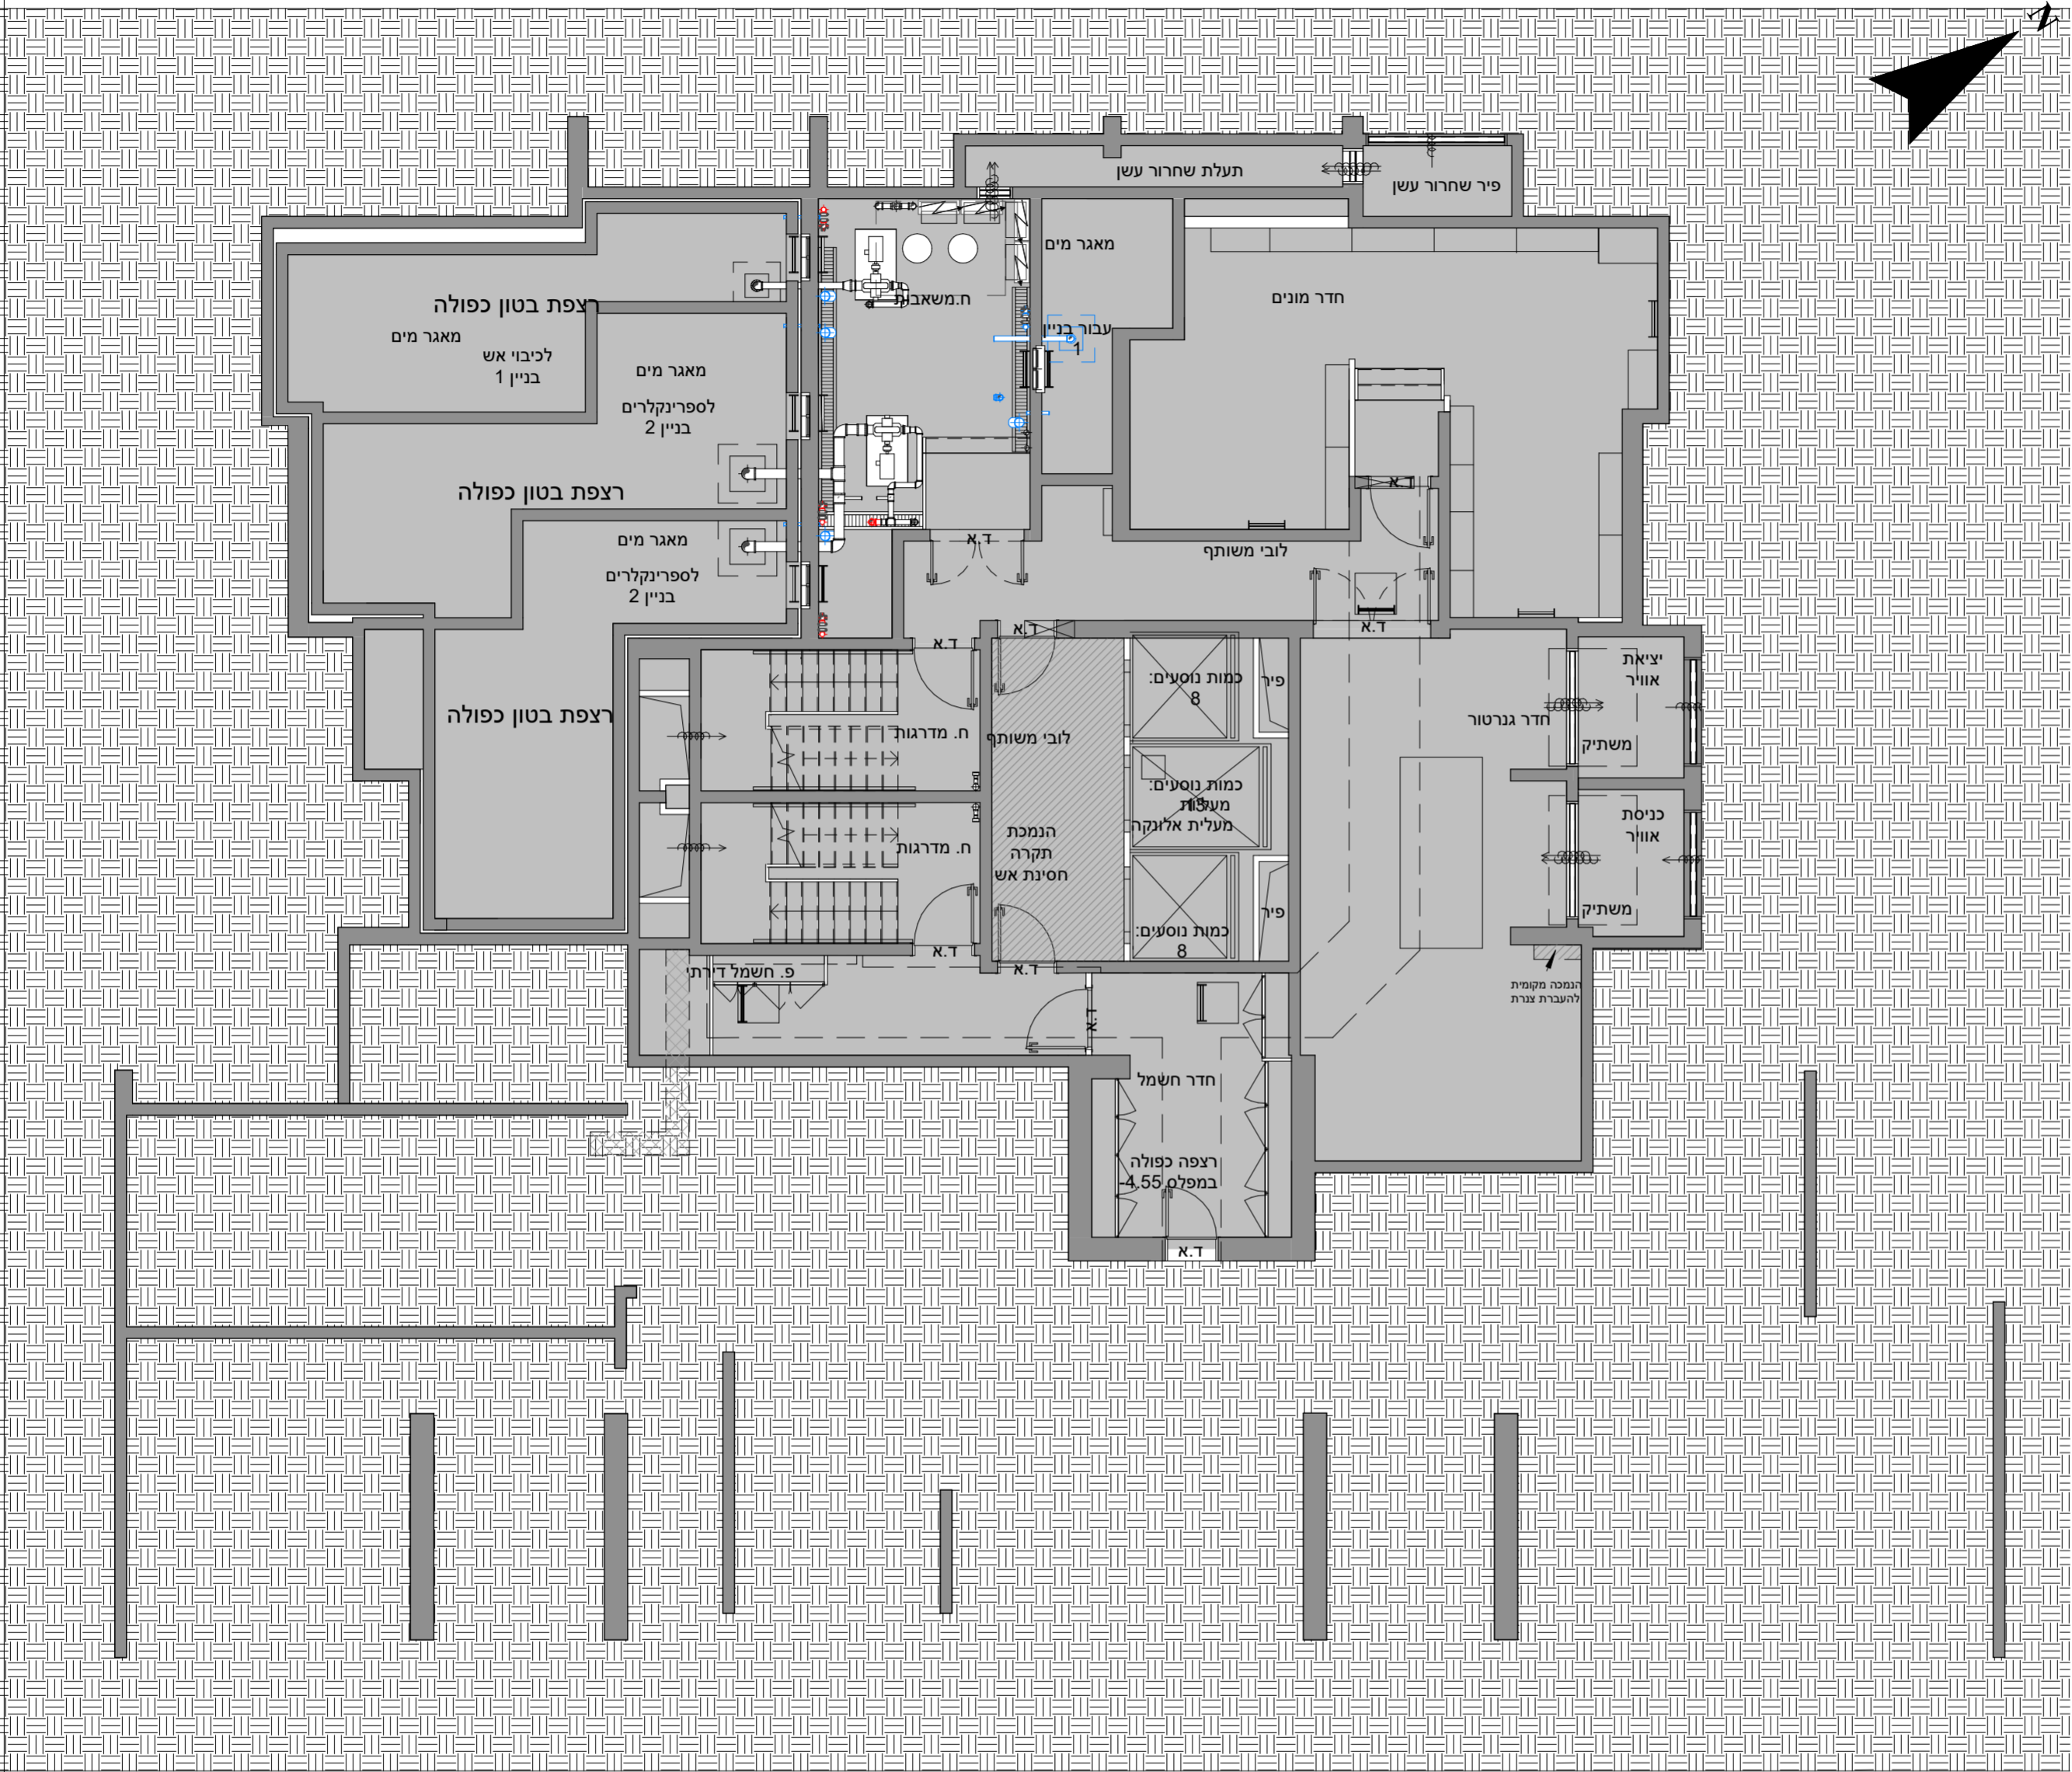 N
תעלת שחרור עשן
פיר שחרור עשן
מאגר מים
עבור בניין
1
חדר מונים
ח.משאבות
רצפת בטון כפולה
מאגר מים
לכיבוי אש
בניין 1
מאגר מים
לספרינקלרים
בניין 2
רצפת בטון כפולה
מאגר מים
לספרינקלרים
בניין 2
רצפת בטון כפולה
ד.א
לובי משותף
א
ד.א
ד.א
ד.א
כמות נוסעים:
8
פיר
יציאת
אוויר
חדר גנרטור
משתיק
ח. מדרגות
לובי משותף
כמות נוסעים:
13
מעלית אלונקה
הנמכת
תקרה
חסינת אש
ח. מדרגות
כניסת
אוויר
משתיק
כמות נוסעים:
8
פיר
ד.א
ד.א
פ. חשמל דירתי
הנמכה מקומית
להעברת צנרת
ד.א
חדר חשמל
רצפה כפולה
במפלס 4.55-
ד.א